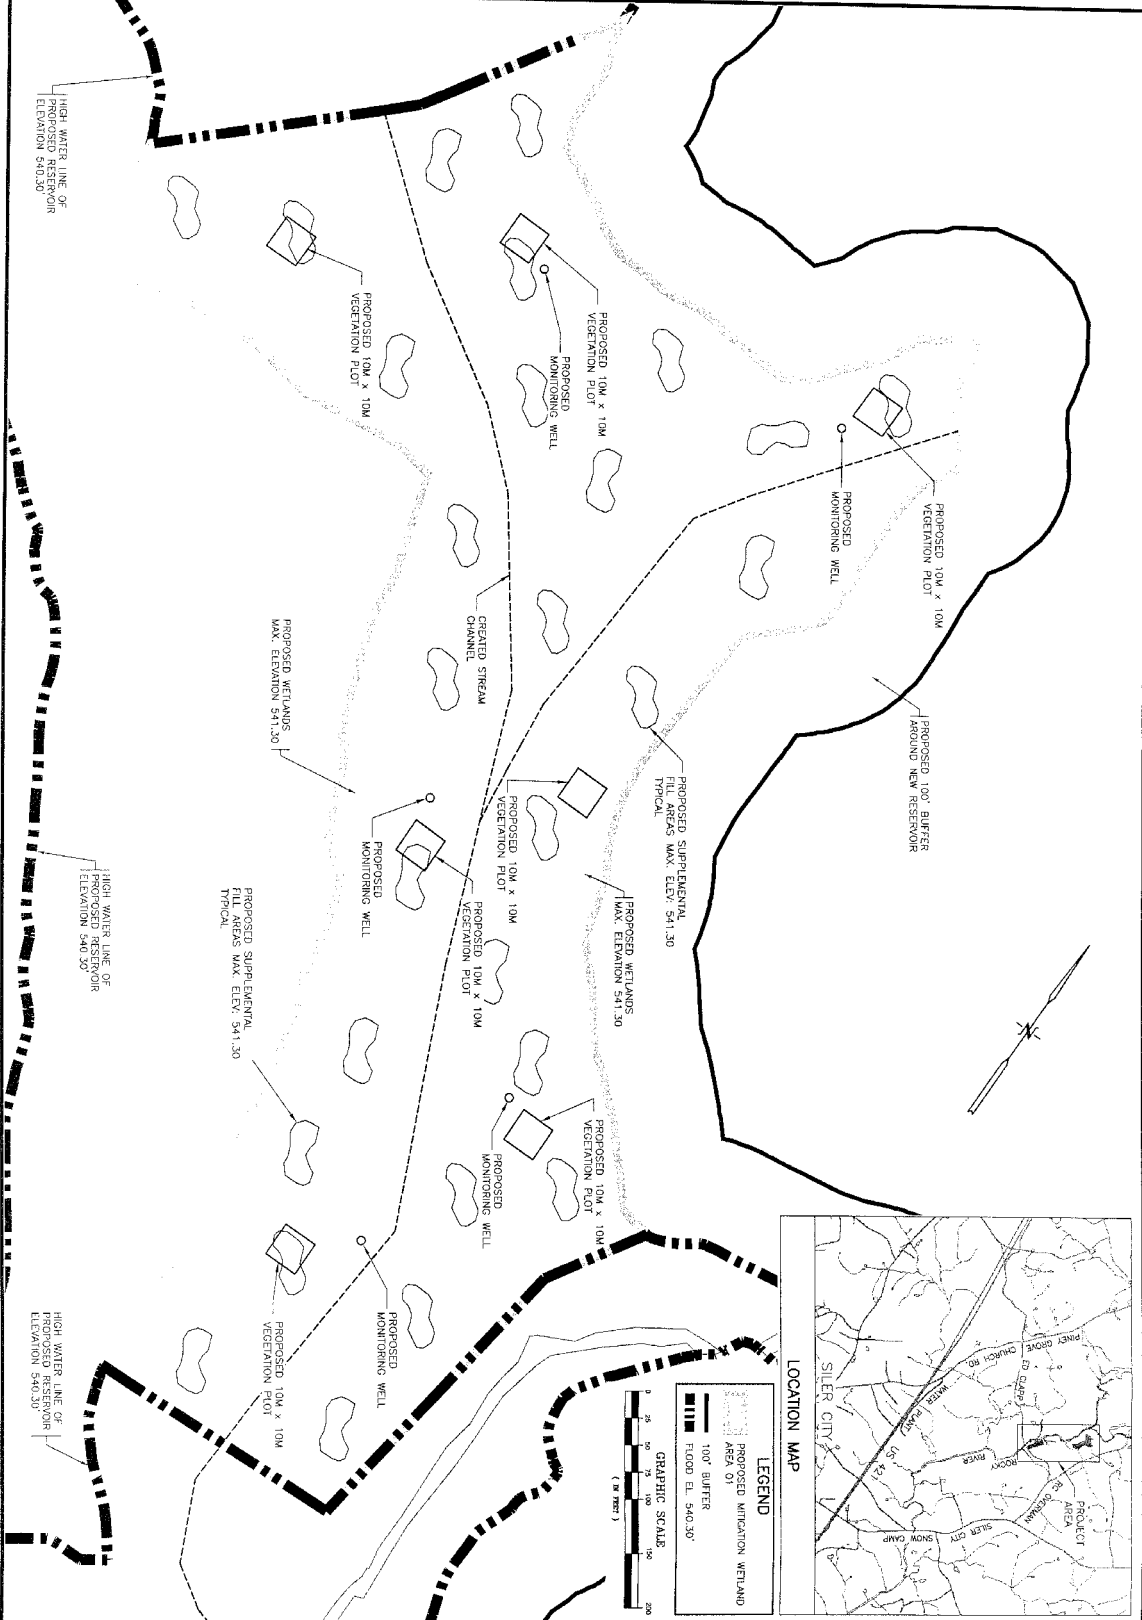 HIGH WATER LINE OF
PROPOSED RESERVOIR
ELEVATION 540.30'
PROPOSED 10M x 10M
VEGETATION PLOT
PROPOSED 10M x 10M
VEGETATION PLOT
PROPOSED
MONITORING WELL
PROPOSED 10M x 10M
VEGETATION PLOT
PROPOSED
MONITORING WELL
CREATED STREAM
CHANNEL
PROPOSED WETLANDS
MAX. ELEVATION 541.30
PROPOSED 100' BUFFER
AROUND NEW RESERVOIR
PROPOSED SUPPLEMENTAL
FILL AREAS MAX. ELEV: 541.30
TYPICAL
PROPOSED 10M x 10M
VEGETATION PLOT
PROPOSED
MONITORING WELL
PROPOSED 10M x 10M
VEGETATION PLOT
PROPOSED WETLANDS
MAX. ELEVATION 541.30
HIGH WATER LINE OF
PROPOSED RESERVOIR
ELEVATION 540.30'
PROPOSED SUPPLEMENTAL
FILL AREAS MAX. ELEV: 541.30
TYPICAL
PROPOSED 10M x 10M
VEGETATION PLOT
PROPOSED
MONITORING WELL
PROPOSED
MONITORING WELL
PROPOSED 10M x 10M
VEGETATION PLOT
HIGH WATER LINE OF
PROPOSED RESERVOIR
ELEVATION 540.30'
N
LOCATION MAP
SILER CITY
PINEY GROVE CHURCH RD
ED CLAPP
WATER PLANT
US 421
ROCKY RIVER
RC OVERMAN
SILER CITY SNOW CAMP
PROJECT
AREA
LEGEND
PROPOSED MITIGATION WETLAND
AREA 01
100' BUFFER
FLOOD EL. 540.30'
GRAPHIC SCALE
0 25 50 75 100 150 200
( IN FEET )